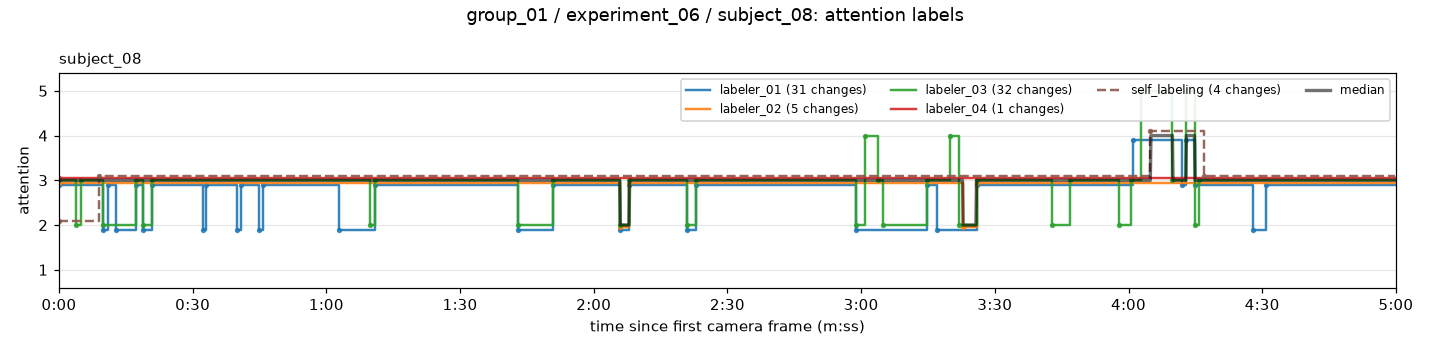 group_01 / experiment_06 / subject_08: attention labels
subject_08
labeler_01 (31 changes)
labeler_02 (5 changes)
labeler_03 (32 changes)
labeler_04 (1 changes)
self_labeling (4 changes)
median
attention
5
4
3
2
1
0:00 0:30 1:00 1:30 2:00 2:30 3:00 3:30 4:00 4:30 5:00
time since first camera frame (m:ss)